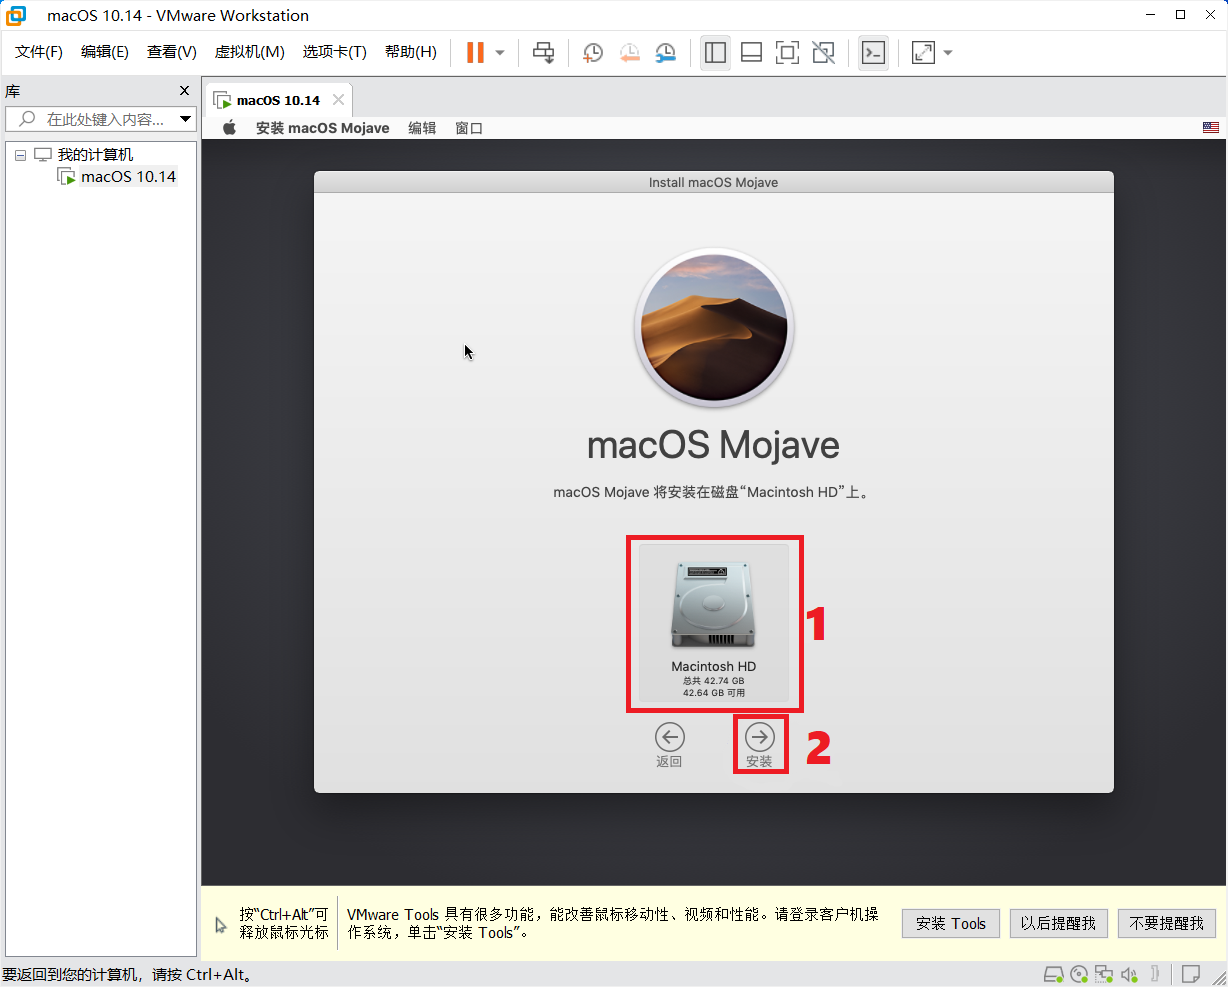 macOS 10.14 - VMware Workstation
文件(F) 编辑(E) 查看(V) 虚拟机(M) 选项卡(T) 帮助(H)
库
在此处键入内容...
我的计算机
macOS 10.14
macOS 10.14
安装 macOS Mojave 编辑 窗口
Install macOS Mojave
macOS Mojave
macOS Mojave 将安装在磁盘“Macintosh HD”上。
Macintosh HD
总共 42.74 GB
42.64 GB 可用
1
返回
安装
2
按“Ctrl+Alt”可
释放鼠标光标
VMware Tools 具有很多功能，能改善鼠标移动性、视频和性能。请登录客户机操
作系统，单击“安装 Tools”。
安装 Tools
以后提醒我
不要提醒我
要返回到您的计算机，请按 Ctrl+Alt。